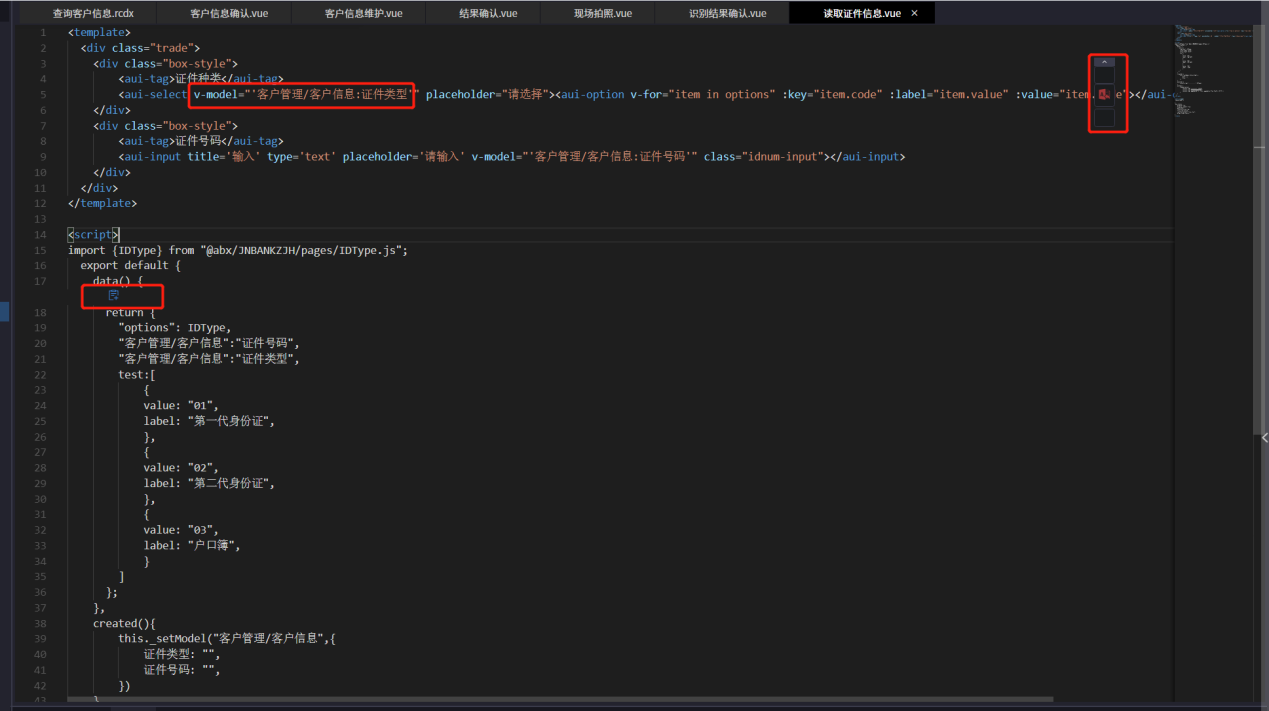 查询客户信息.rcdx 客户信息确认.vue 客户信息维护.vue 结果确认.vue 现场拍照.vue 识别结果确认.vue 读取证件信息.vue ×
1 <template>
2 <div class="trade">
3 <div class="box-style">
4 <aui-tag>证件种类</aui-tag>
5 <aui-select v-model="'客户管理/客户信息:证件类型'" placeholder="请选择"><aui-option v-for="item in options" :key="item.code" :label="item.value" :value="item. e"></aui-
6 </div>
7 <div class="box-style">
8 <aui-tag>证件号码</aui-tag>
9 <aui-input title='输入' type='text' placeholder='请输入' v-model="'客户管理/客户信息:证件号码'" class="idnum-input"></aui-input>
10 </div>
11 </div>
12 </template>
13
14 <script>
15 import {IDType} from "@abx/JNBANKZJH/pages/IDType.js";
16 export default {
17 data() {
18 return {
19 "options": IDType,
20 "客户管理/客户信息":"证件号码",
21 "客户管理/客户信息":"证件类型",
22 test:[
23 {
24 value: "01",
25 label: "第一代身份证",
26 },
27 {
28 value: "02",
29 label: "第二代身份证",
30 },
31 {
32 value: "03",
33 label: "户口簿",
34 }
35 ]
36 };
37 },
38 created(){
39 this._setModel("客户管理/客户信息",{
40 证件类型: "",
41 证件号码: "",
42 })
43 }